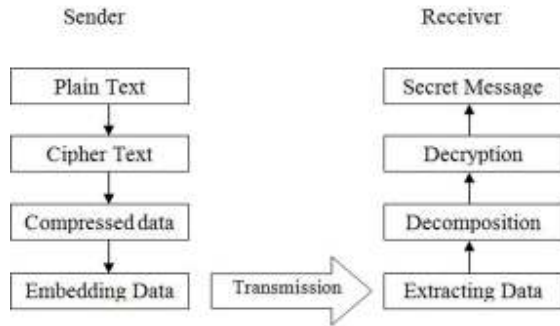 Sender
Receiver
Plain Text
Secret Message
Cipher Text
Decryption
Compressed data
Decomposition
Embedding Data
Transmission
Extracting Data